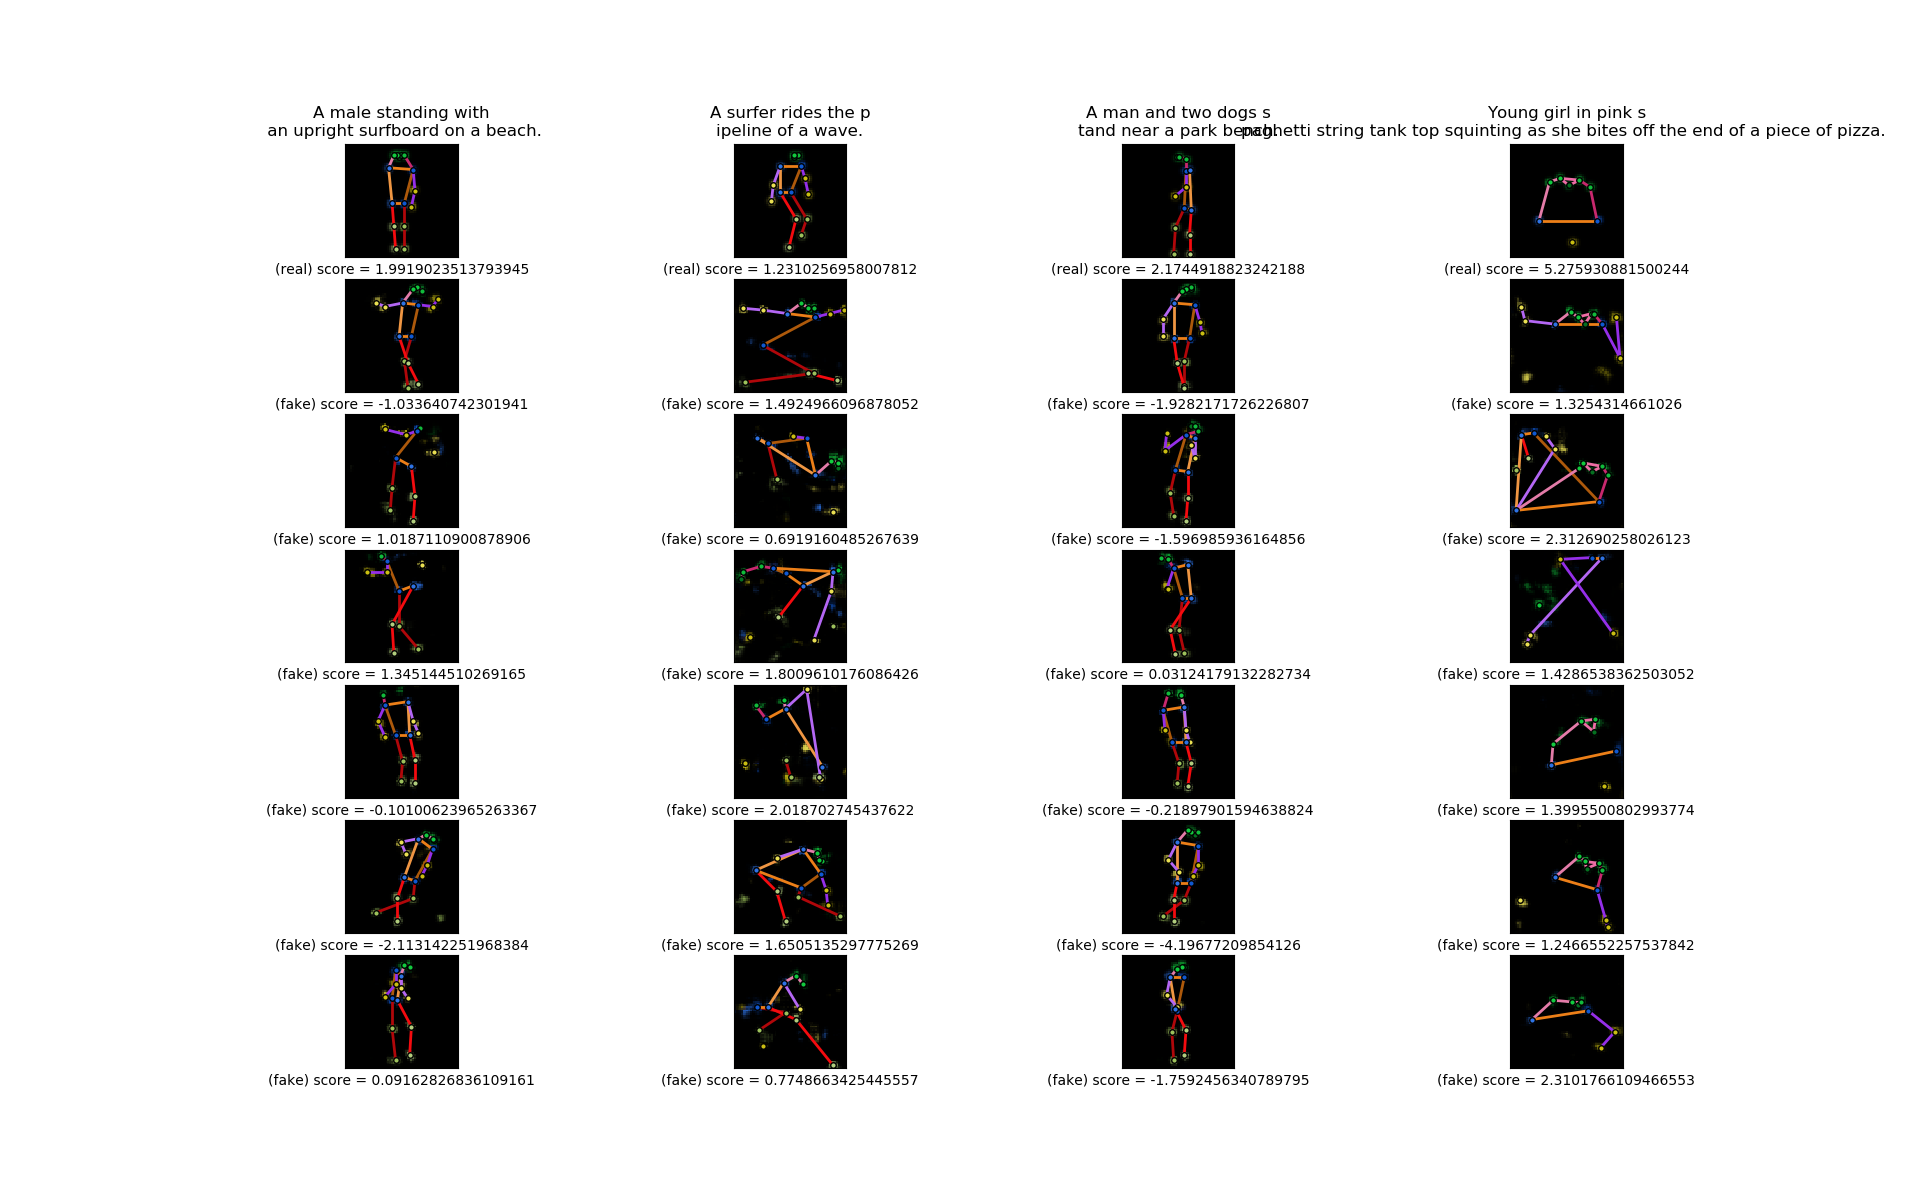 A male standing with
an upright surfboard on a beach.
A surfer rides the p
ipeline of a wave.
A man and two dogs s
tand near a park bench.
Young girl in pink s
paghetti string tank top squinting as she bites off the end of a piece of pizza.
(real) score = 1.9919023513793945
(real) score = 1.2310256958007812
(real) score = 2.1744918823242188
(real) score = 5.275930881500244
(fake) score = -1.033640742301941
(fake) score = 1.4924966096878052
(fake) score = -1.9282171726226807
(fake) score = 1.3254314661026
(fake) score = 1.0187110900878906
(fake) score = 0.6919160485267639
(fake) score = -1.596985936164856
(fake) score = 2.312690258026123
(fake) score = 1.345144510269165
(fake) score = 1.8009610176086426
(fake) score = 0.03124179132282734
(fake) score = 1.4286538362503052
(fake) score = -0.10100623965263367
(fake) score = 2.018702745437622
(fake) score = -0.21897901594638824
(fake) score = 1.3995500802993774
(fake) score = -2.113142251968384
(fake) score = 1.6505135297775269
(fake) score = -4.19677209854126
(fake) score = 1.2466552257537842
(fake) score = 0.09162826836109161
(fake) score = 0.7748663425445557
(fake) score = -1.7592456340789795
(fake) score = 2.3101766109466553